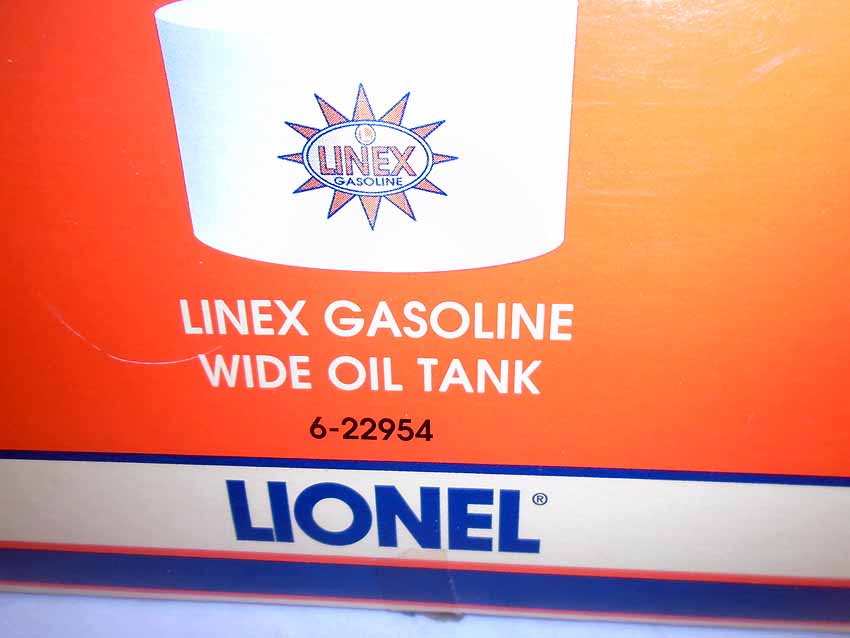 LINEX
GASOLINE
LINEX GASOLINE
WIDE OIL TANK
6-22954
LIONEL®